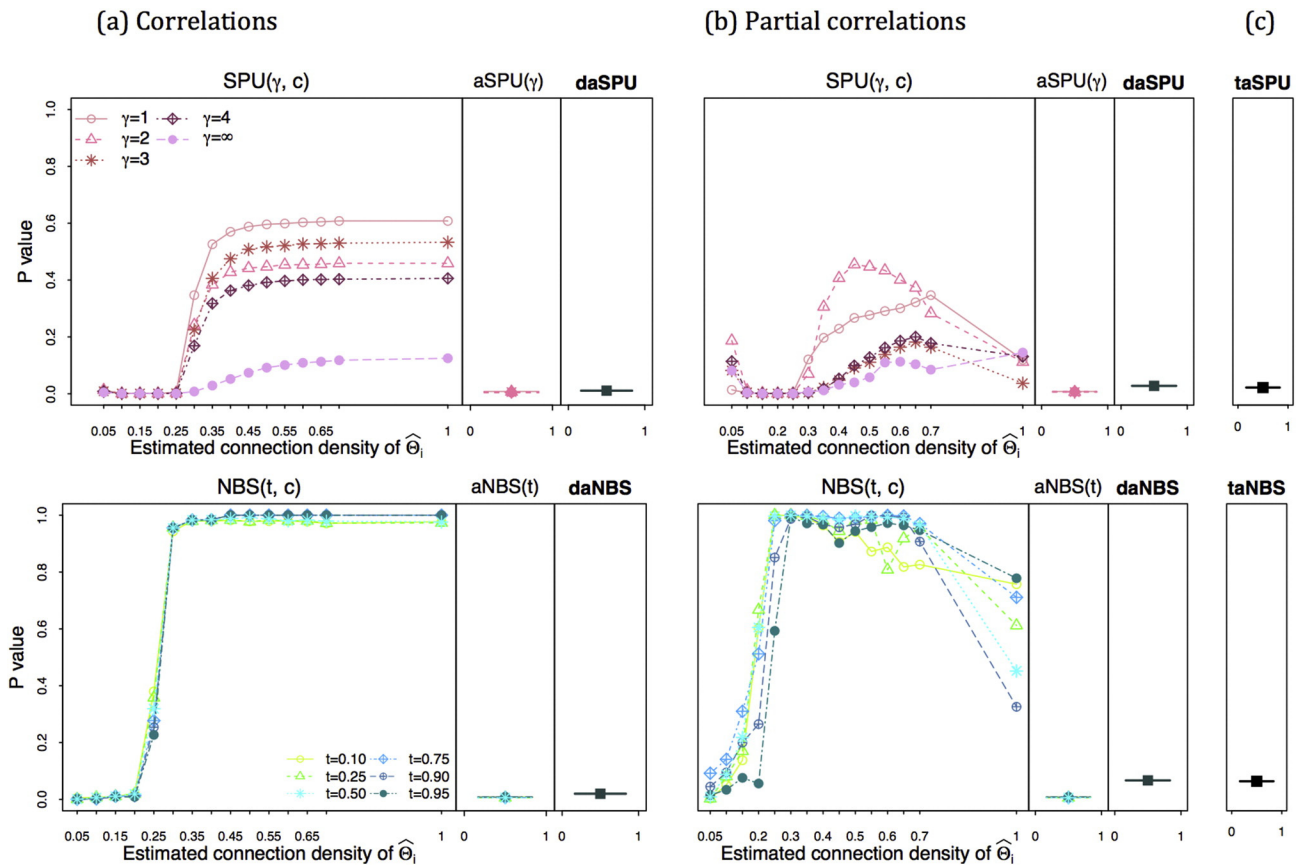 (a) Correlations
(b) Partial correlations
(c)
SPU(γ, c)
aSPU(γ)
daSPU
SPU(γ, c)
aSPU(γ)
daSPU
taSPU
P value
1.0
0.8
0.6
0.4
0.2
0.0
γ=1
γ=2
γ=3
γ=4
γ=∞
0.05 0.15 0.25 0.35 0.45 0.55 0.65 1
0 1
0 1
0.05 0.2 0.3 0.4 0.5 0.6 0.7 1
0 1
0 1
0 1
Estimated connection density of Θ̂i
Estimated connection density of Θ̂i
NBS(t, c)
aNBS(t)
daNBS
NBS(t, c)
aNBS(t)
daNBS
taNBS
P value
1.0
0.8
0.6
0.4
0.2
0.0
t=0.10
t=0.25
t=0.50
t=0.75
t=0.90
t=0.95
0.05 0.15 0.25 0.35 0.45 0.55 0.65 1
0 1
0 1
0.05 0.2 0.3 0.4 0.5 0.6 0.7 1
0 1
0 1
0 1
Estimated connection density of Θ̂i
Estimated connection density of Θ̂i